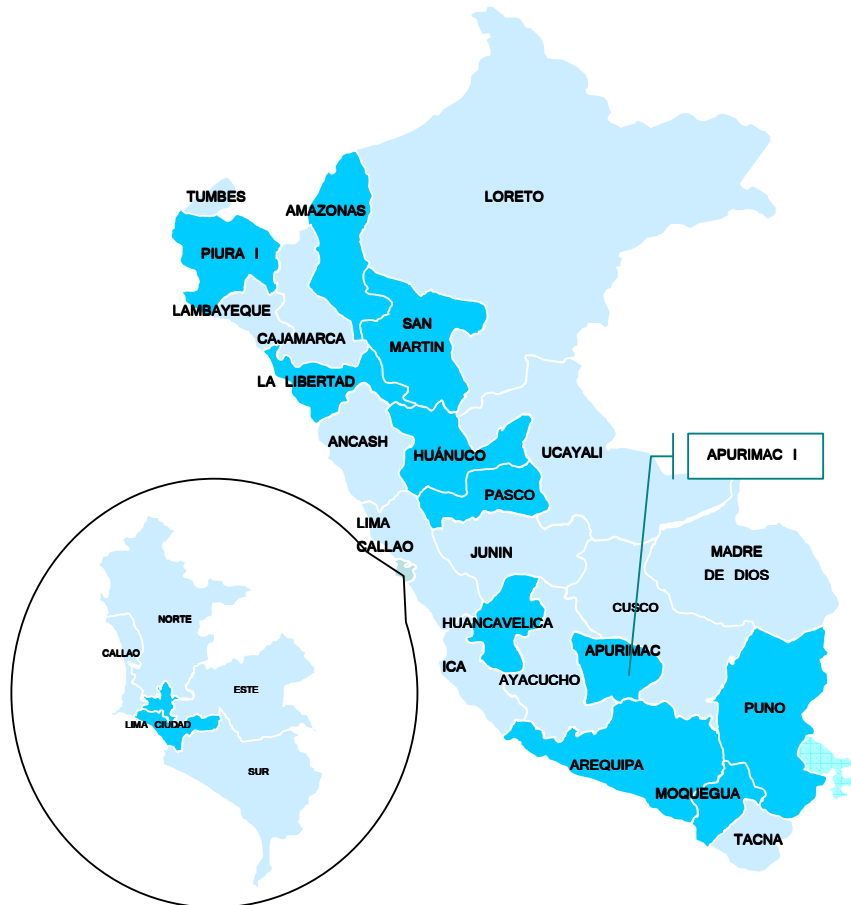 TUMBES
AMAZONAS
LORETO
PIURA I
LAMBAYEQUE
CAJAMARCA
SAN
MARTIN
LA LIBERTAD
ANCASH
HUÁNUCO
UCAYALI
APURIMAC I
PASCO
LIMA
CALLAO
JUNIN
MADRE
DE DIOS
CUSCO
HUANCAVELICA
APURIMAC
ICA
AYACUCHO
PUNO
AREQUIPA
MOQUEGUA
TACNA
NORTE
CALLAO
ESTE
LIMA CIUDAD
SUR